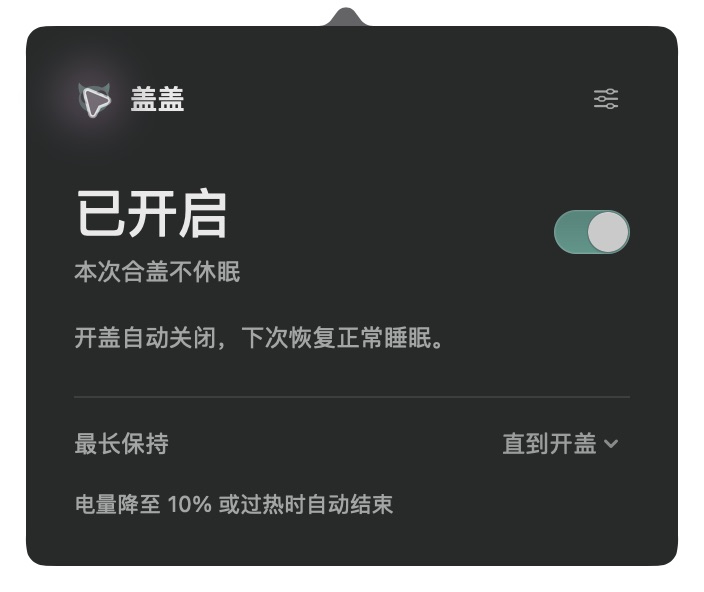 盖盖
已开启
本次合盖不休眠
开盖自动关闭，下次恢复正常睡眠。
最长保持
直到开盖
电量降至 10% 或过热时自动结束